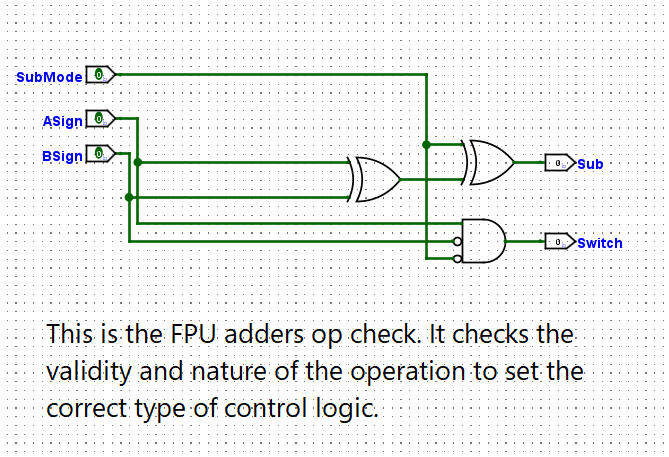 SubMode 0
ASign 0
BSign 0
0 Sub
0 Switch
This is the FPU adders op check. It checks the
validity and nature of the operation to set the
correct type of control logic.